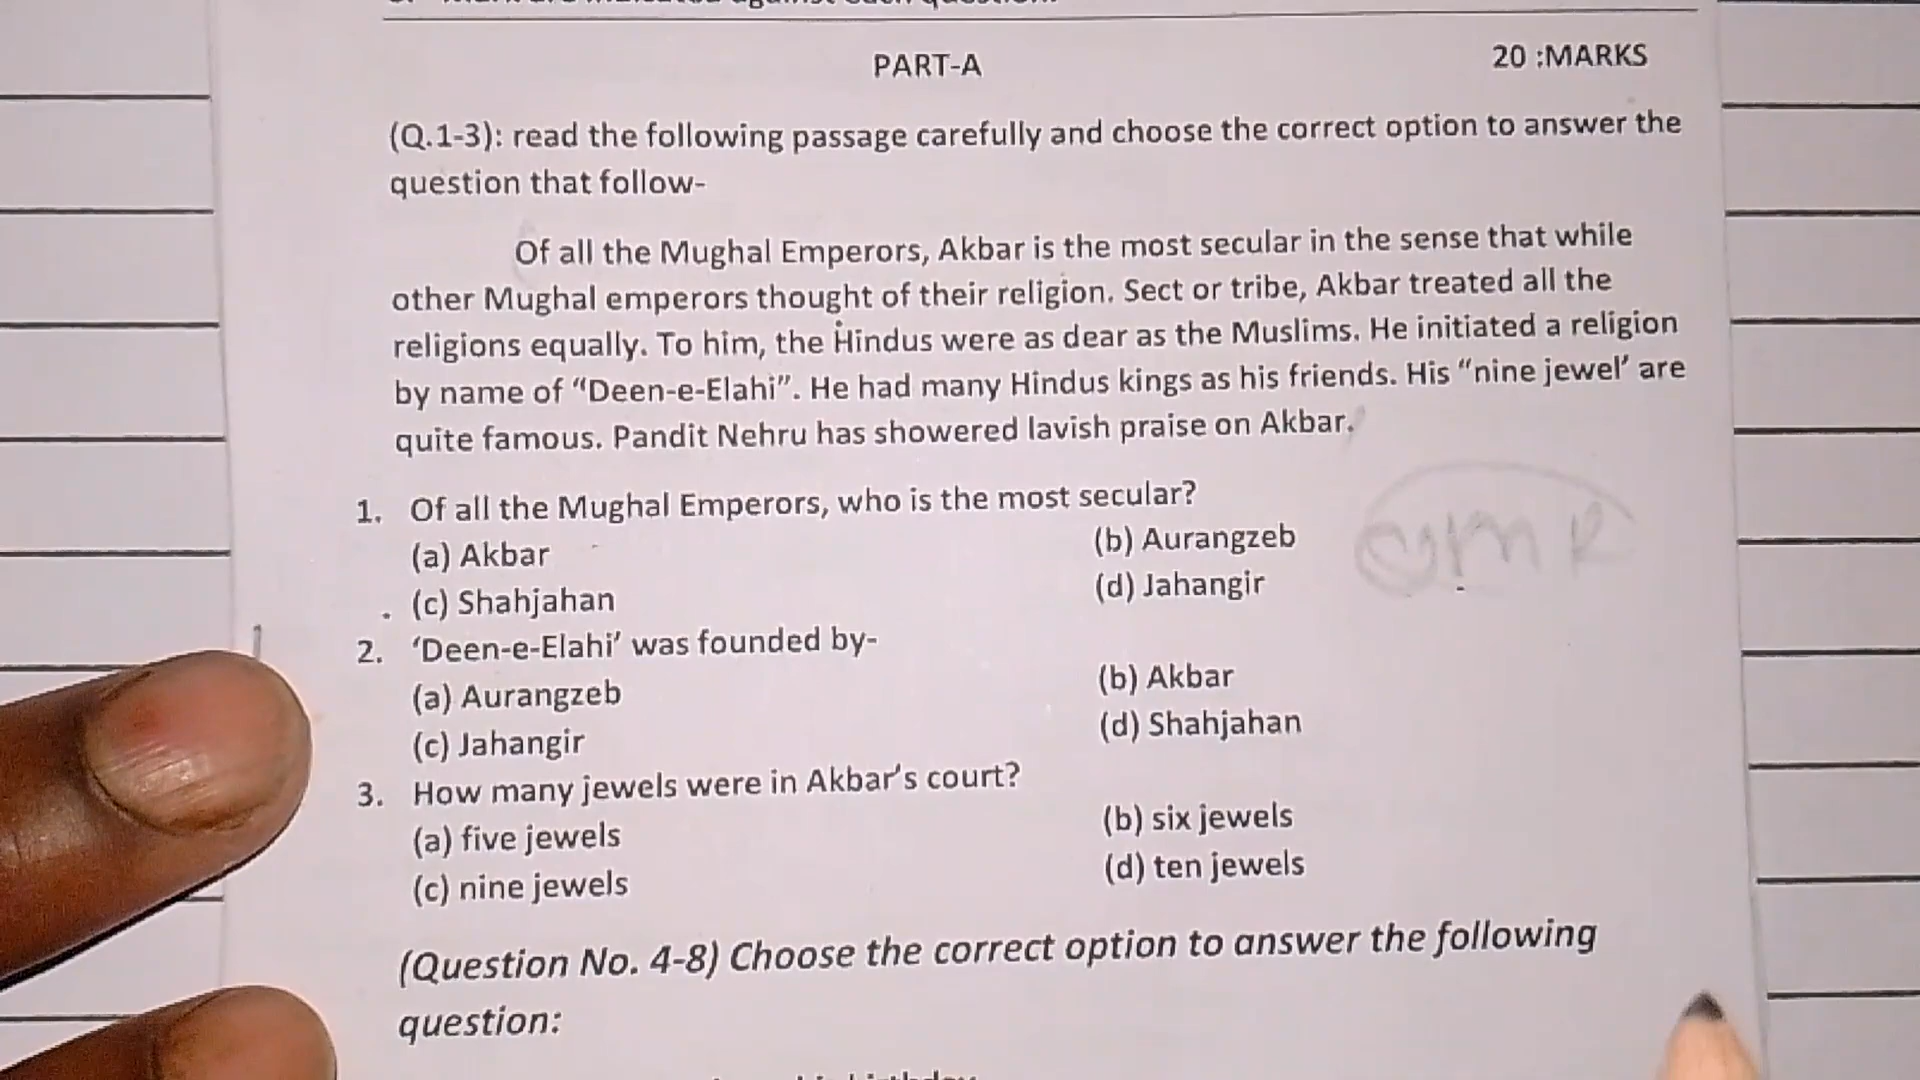 PART-A
20 :MARKS
(Q.1-3): read the following passage carefully and choose the correct option to answer the
question that follow-
Of all the Mughal Emperors, Akbar is the most secular in the sense that while
other Mughal emperors thought of their religion. Sect or tribe, Akbar treated all the
religions equally. To him, the Hindus were as dear as the Muslims. He initiated a religion
by name of “Deen-e-Elahi”. He had many Hindus kings as his friends. His “nine jewel’ are
quite famous. Pandit Nehru has showered lavish praise on Akbar.
1. Of all the Mughal Emperors, who is the most secular?
(a) Akbar (b) Aurangzeb
(c) Shahjahan (d) Jahangir
2. ‘Deen-e-Elahi’ was founded by-
(a) Aurangzeb (b) Akbar
(c) Jahangir (d) Shahjahan
3. How many jewels were in Akbar’s court?
(a) five jewels (b) six jewels
(c) nine jewels (d) ten jewels
(Question No. 4-8) Choose the correct option to answer the following
question: